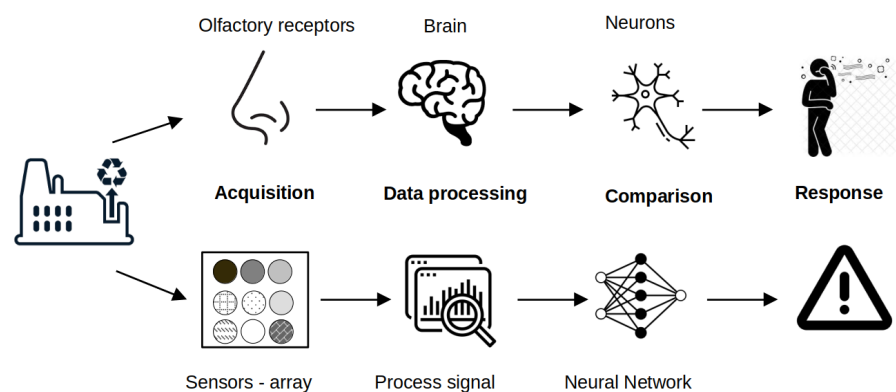 Olfactory receptors
Brain
Neurons
Acquisition
Data processing
Comparison
Response
Sensors - array
Process signal
Neural Network